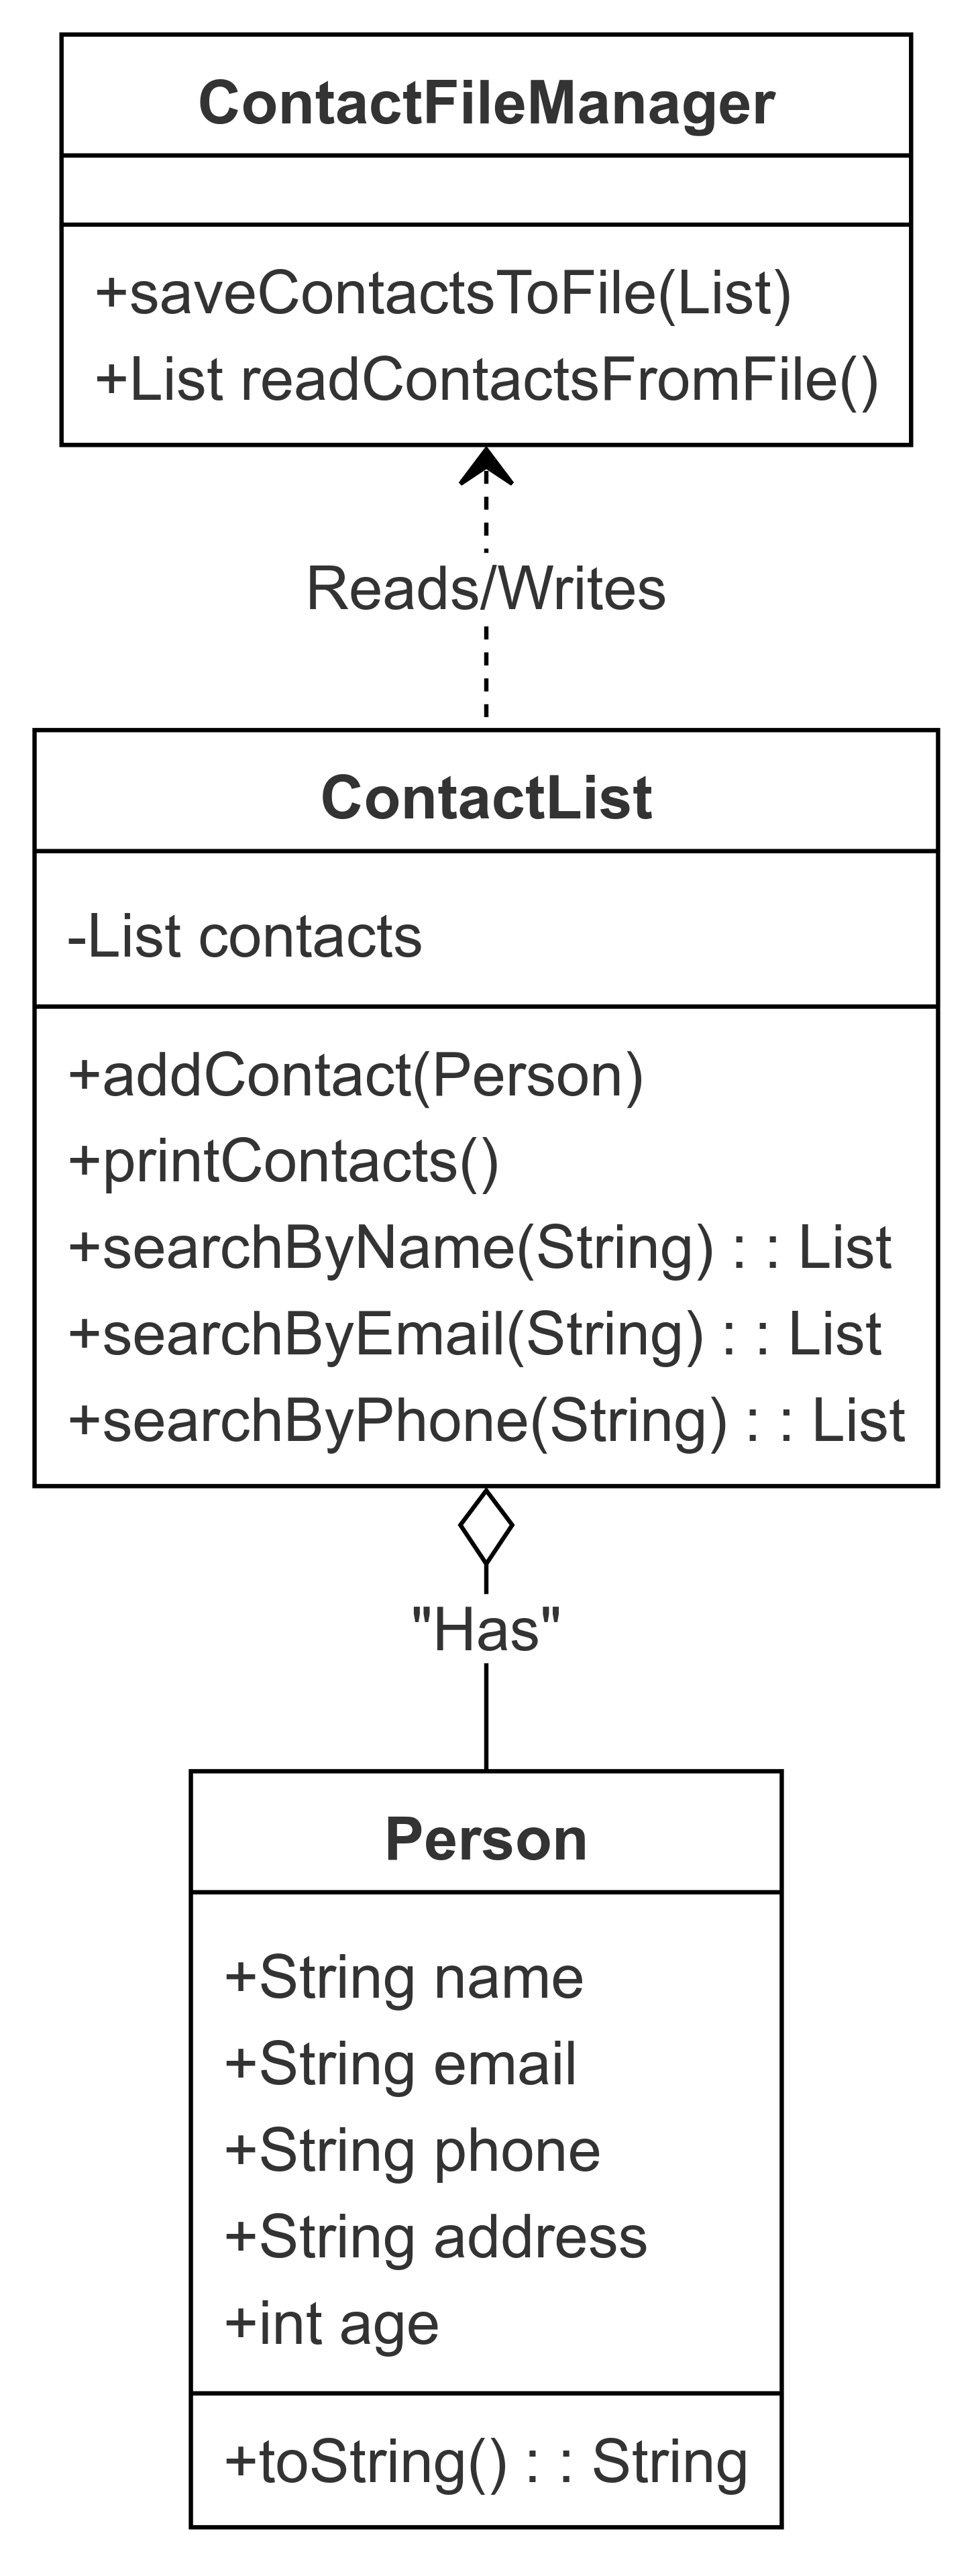 ContactFileManager
+saveContactsToFile(List)
+List readContactsFromFile()
Reads/Writes
ContactList
-List contacts
+addContact(Person)
+printContacts()
+searchByName(String) : : List
+searchByEmail(String) : : List
+searchByPhone(String) : : List
"Has"
Person
+String name
+String email
+String phone
+String address
+int age
+toString() : : String